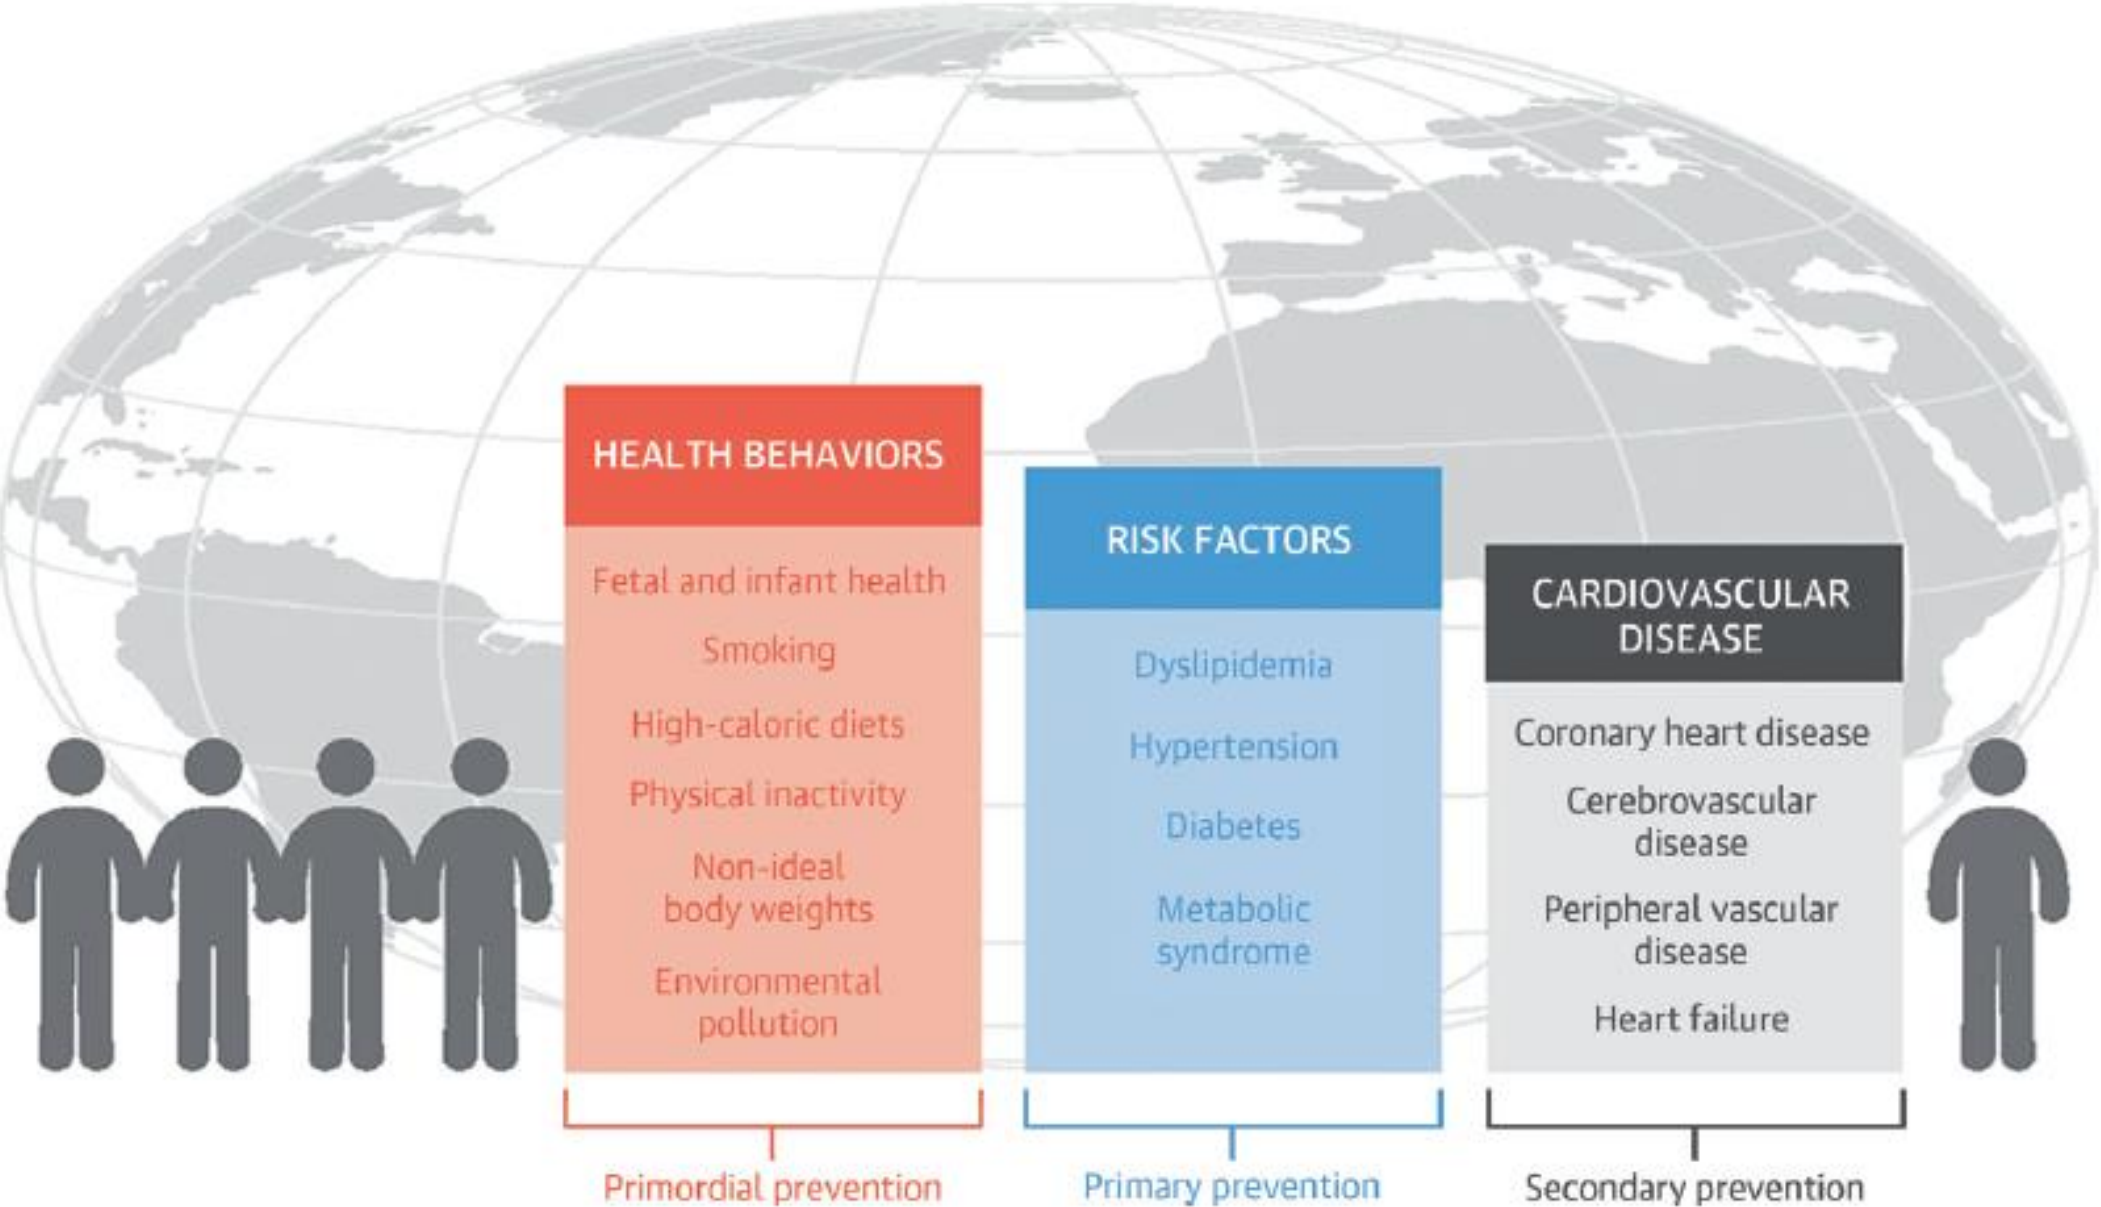 HEALTH BEHAVIORS
Fetal and infant health
Smoking
High-caloric diets
Physical inactivity
Non-ideal
body weights
Environmental
pollution
Primordial prevention
RISK FACTORS
Dyslipidemia
Hypertension
Diabetes
Metabolic
syndrome
Primary prevention
CARDIOVASCULAR
DISEASE
Coronary heart disease
Cerebrovascular
disease
Peripheral vascular
disease
Heart failure
Secondary prevention